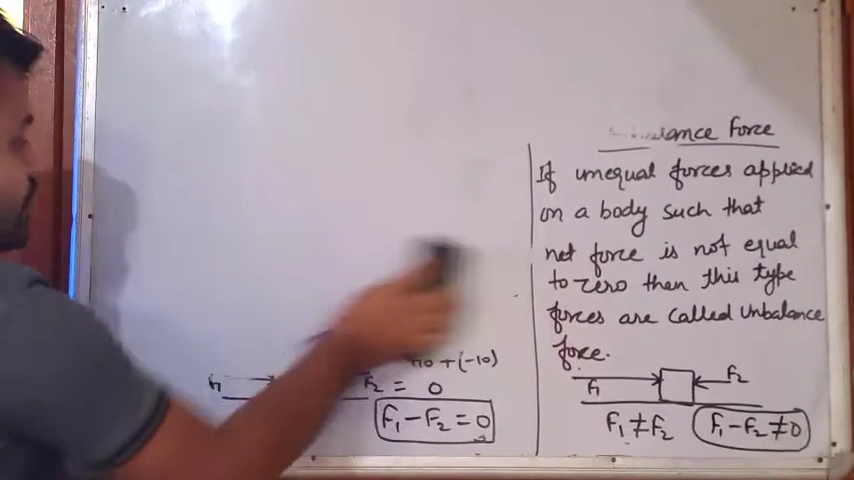 Force
If unequal forces applied
on a body such that
net force is not equal
to zero then this type
forces are called Unbalance
force.
F1 F2
F1 ≠ F2 F1 - F2 ≠ 0
+(-10)
F1 F2 = 0
F1 - F2 = 0